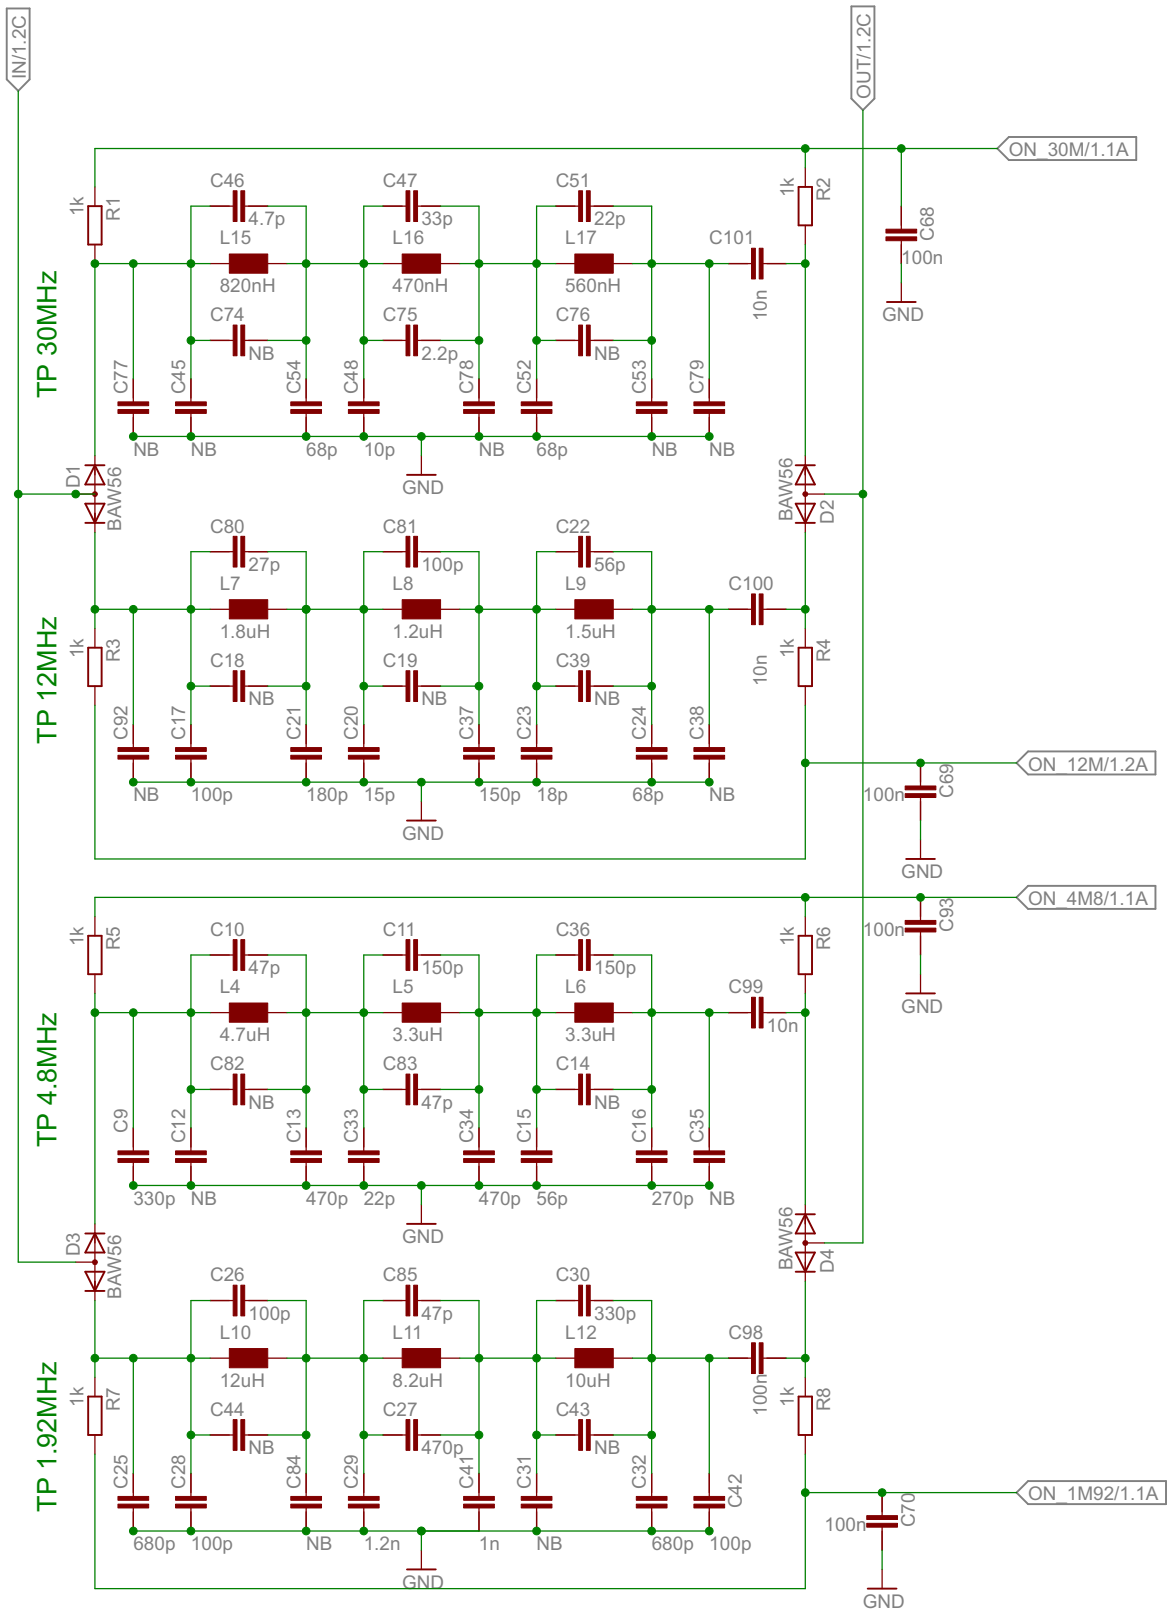 IN/1.2C
OUT/1.2C
ON_30M/1.1A
TP 30MHz
1k
R1
C46
4.7p
L15
820nH
C74
NB
C47
33p
L16
470nH
C75
2.2p
C51
22p
L17
560nH
C76
NB
C101
10n
1k
R2
C68
100n
GND
C77
NB
C45
NB
C54
68p
C48
10p
C78
NB
C52
68p
C53
NB
C79
NB
GND
D1
BAW56
BAW56
D2
TP 12MHz
1k
R3
C80
27p
L7
1.8uH
C18
NB
C81
100p
L8
1.2uH
C19
NB
C22
56p
L9
1.5uH
C39
NB
C100
10n
1k
R4
C92
NB
C17
100p
C21
180p
C20
15p
C37
150p
C23
18p
C24
68p
C38
NB
GND
ON_12M/1.2A
C69
100n
GND
ON_4M8/1.1A
C93
100n
GND
TP 4.8MHz
1k
R5
C10
47p
L4
4.7uH
C82
NB
C11
150p
L5
3.3uH
C83
47p
C36
150p
L6
3.3uH
C14
NB
C99
10n
1k
R6
C9
330p
C12
NB
C13
470p
C33
22p
C34
470p
C15
56p
C16
270p
C35
NB
GND
D3
BAW56
BAW56
D4
TP 1.92MHz
1k
R7
C26
100p
L10
12uH
C44
NB
C85
47p
L11
8.2uH
C27
470p
C30
330p
L12
10uH
C43
NB
C98
100n
1k
R8
C25
680p
C28
100p
C84
NB
C29
1.2n
C41
1n
C31
NB
C32
680p
C42
100p
GND
ON_1M92/1.1A
C70
100n
GND